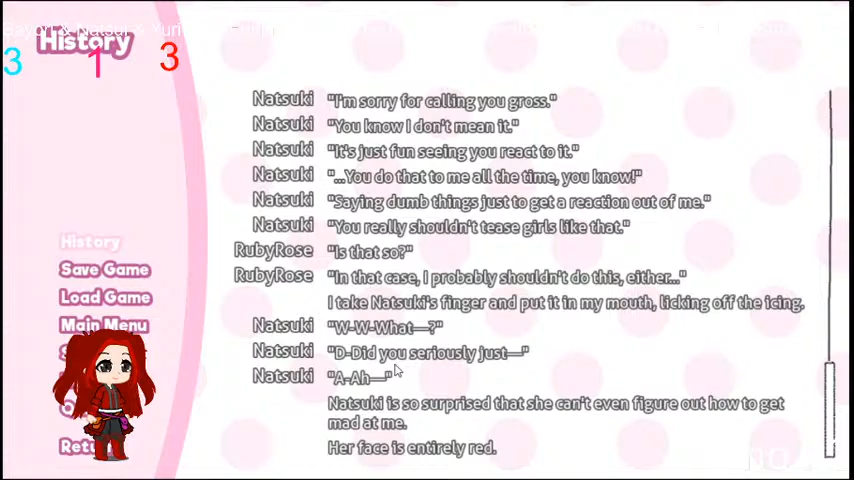 History
3 1 3
Natsuki "I'm sorry for calling you gross."
Natsuki "You know I don't mean it."
Natsuki "It's just fun seeing you react to it."
Natsuki "...You do that to me all the time, you know!"
Natsuki "Saying dumb things just to get a reaction out of me."
Natsuki "You really shouldn't tease girls like that."
RubyRose "Is that so?"
RubyRose "In that case, I probably shouldn't do this, either..."
I take Natsuki's finger and put it in my mouth, licking off the icing.
Natsuki "W-W-What—?"
Natsuki "D-Did you seriously just—"
Natsuki "A-Ah—"
Natsuki is so surprised that she can't even figure out how to get
mad at me.
Her face is entirely red.
History
Save Game
Load Game
Main Menu